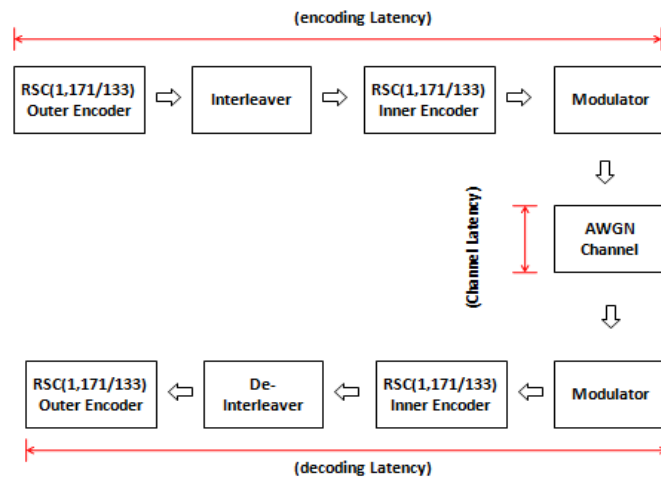 (encoding Latency)
RSC(1,171/133)
Outer Encoder
Interleaver
RSC(1,171/133)
Inner Encoder
Modulator
(Channel Latency)
AWGN
Channel
RSC(1,171/133)
Outer Encoder
De-
Interleaver
RSC(1,171/133)
Inner Encoder
Modulator
(decoding Latency)